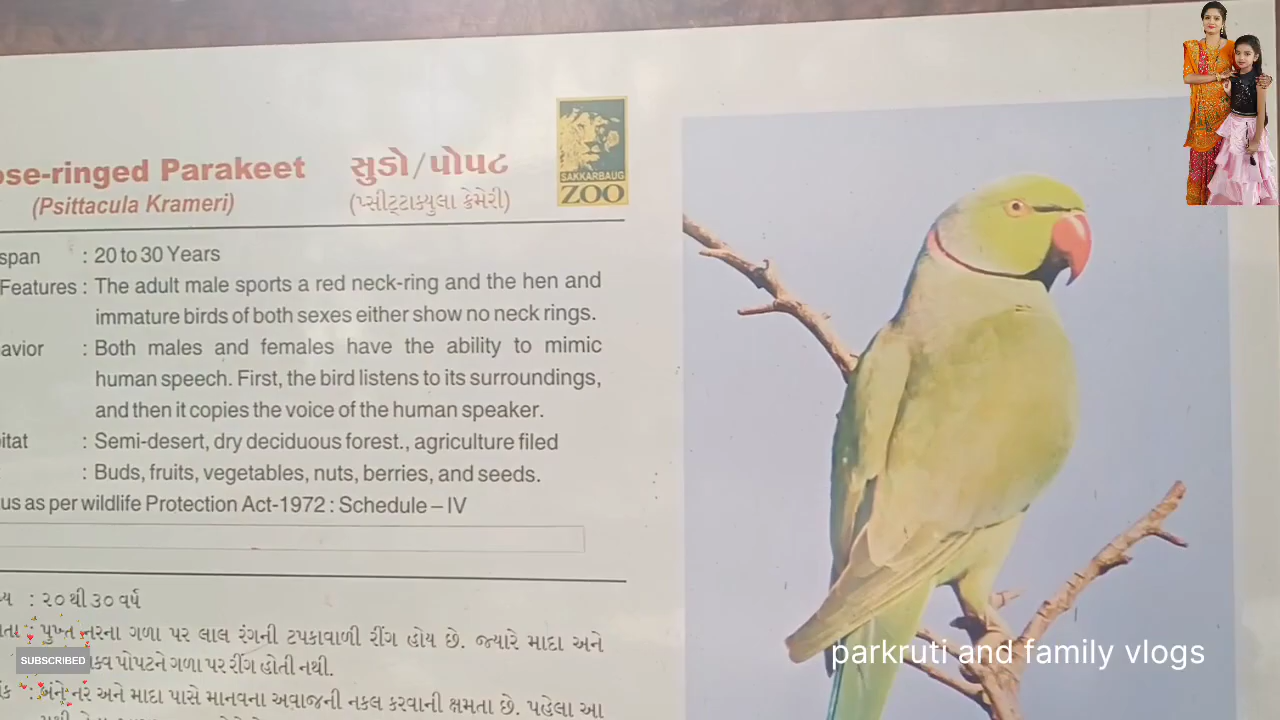 ose-ringed Parakeet
સુડો/પોપટ
(Psittacula Krameri)
(પ્સીટ્ટાક્યુલા ક્રેમેરી)
SAKKARBAUG
ZOO
span : 20 to 30 Years
Features : The adult male sports a red neck-ring and the hen and
immature birds of both sexes either show no neck rings.
avior : Both males and females have the ability to mimic
human speech. First, the bird listens to its surroundings,
and then it copies the voice of the human speaker.
itat : Semi-desert, dry deciduous forest., agriculture filed
: Buds, fruits, vegetables, nuts, berries, and seeds.
us as per wildlife Protection Act-1972 : Schedule – IV
ય : ૨૦ થી ૩૦ વર્ષ
તા : પુખ્ત નરના ગળા પર લાલ રંગની ટપકાવાળી રીંગ હોય છે. જ્યારે માદા અને
પોપટને ગળા પર રીંગ હોતી નથી.
ક : બંને નર અને માદા પાસે માનવના અવાજની નકલ કરવાની ક્ષમતા છે. પહેલા આ
SUBSCRIBED
parkruti and family vlogs